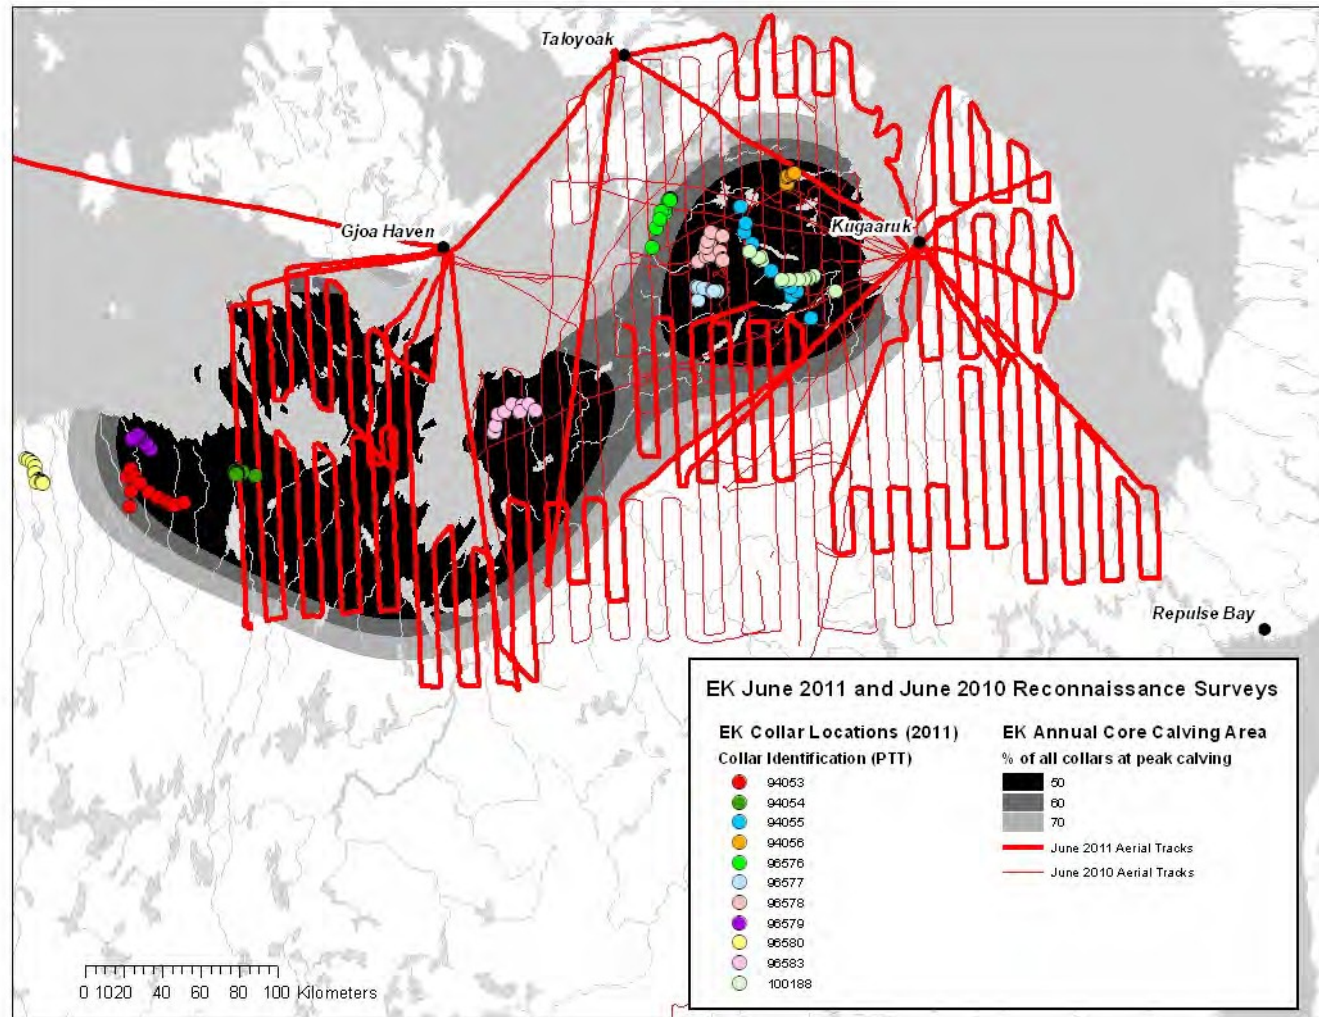 Taloyoak
Gjoa Haven
Kugaaruk
Repulse Bay
EK June 2011 and June 2010 Reconnaissance Surveys
EK Collar Locations (2011)
Collar Identification (PTT)
94053
94054
94055
94056
96576
96577
96578
96579
96580
96583
100188
EK Annual Core Calving Area
% of all collars at peak calving
50
60
70
June 2011 Aerial Tracks
June 2010 Aerial Tracks
0 1020 40 60 80 100 Kilometers